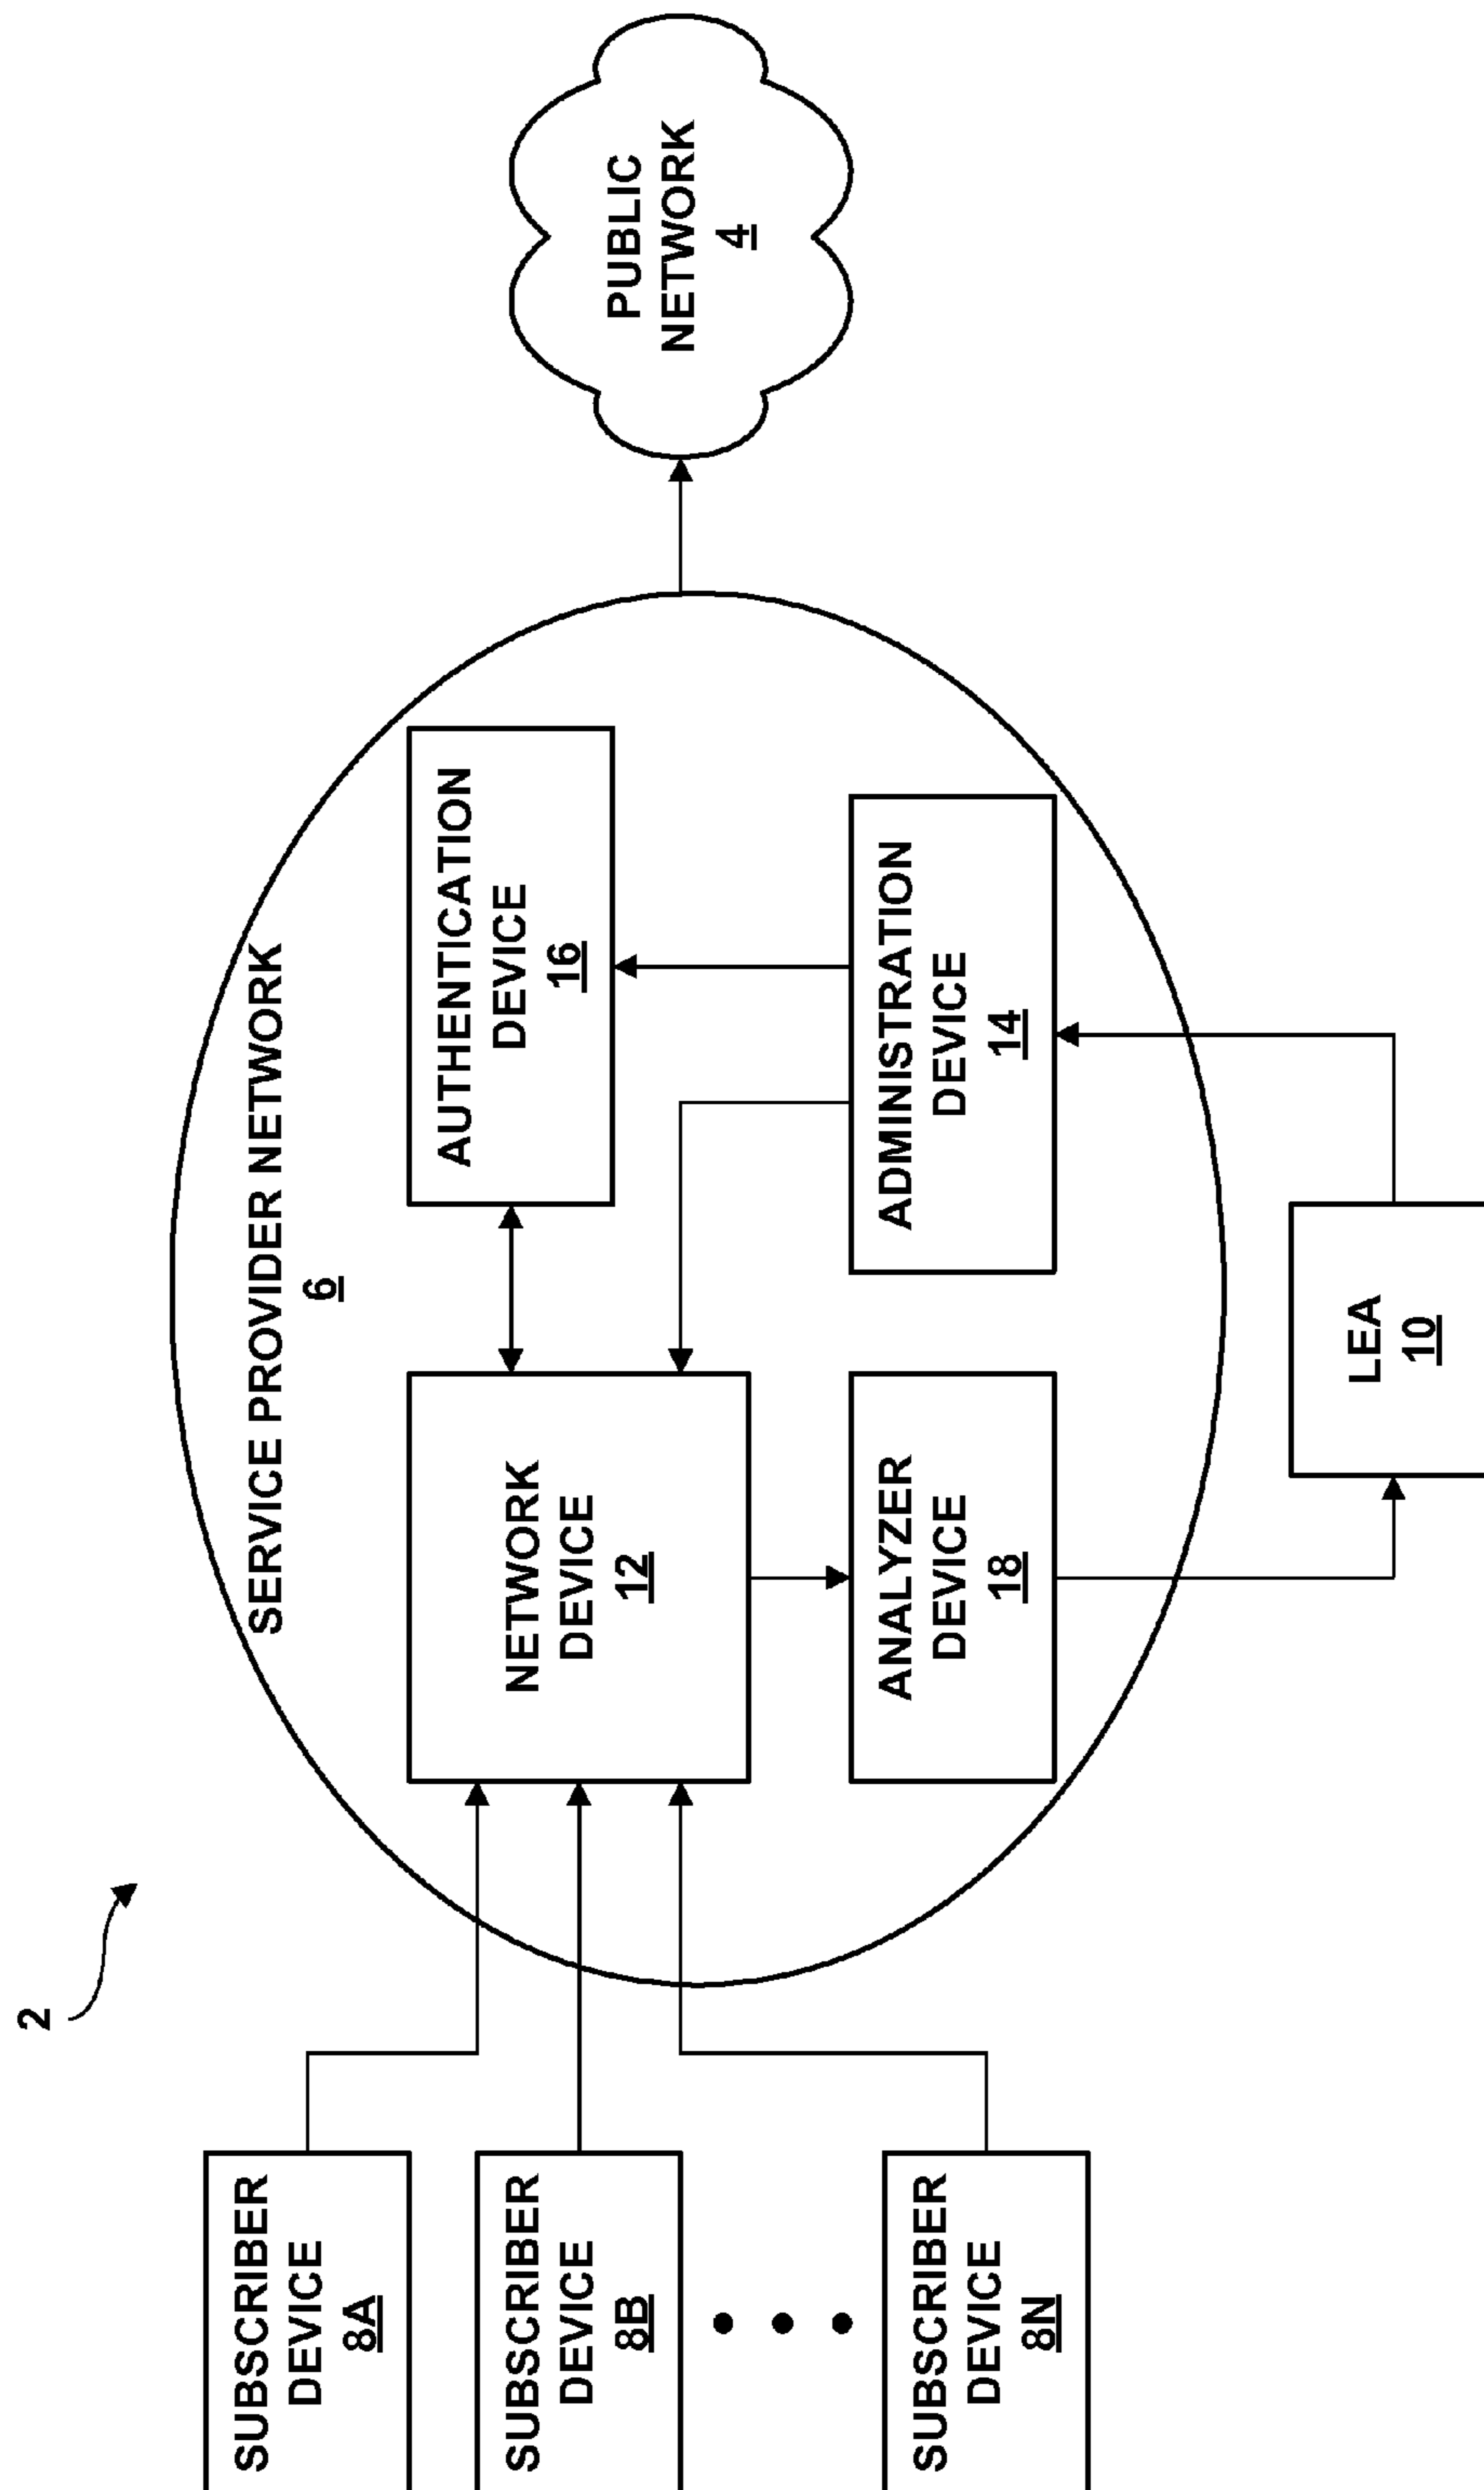 2
SUBSCRIBER
DEVICE
8A
SUBSCRIBER
DEVICE
8B
SUBSCRIBER
DEVICE
8N
SERVICE PROVIDER NETWORK
6
NETWORK
DEVICE
12
AUTHENTICATION
DEVICE
16
ANALYZER
DEVICE
18
ADMINISTRATION
DEVICE
14
LEA
10
PUBLIC
NETWORK
4